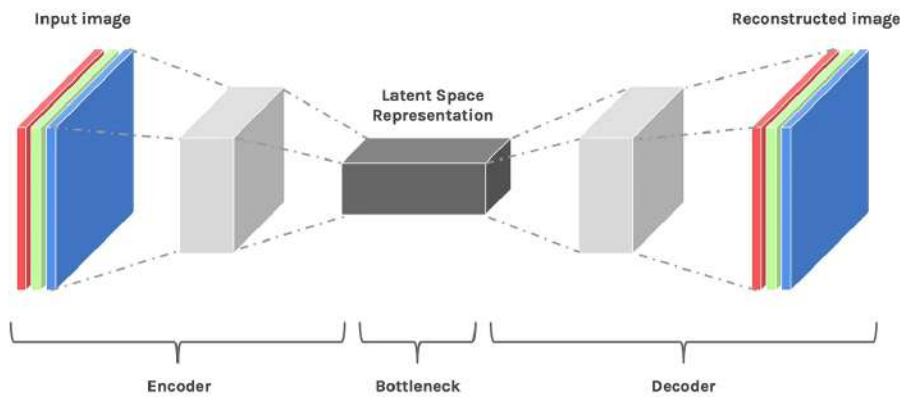 Input image
Reconstructed image
Latent Space
Representation
Encoder
Bottleneck
Decoder